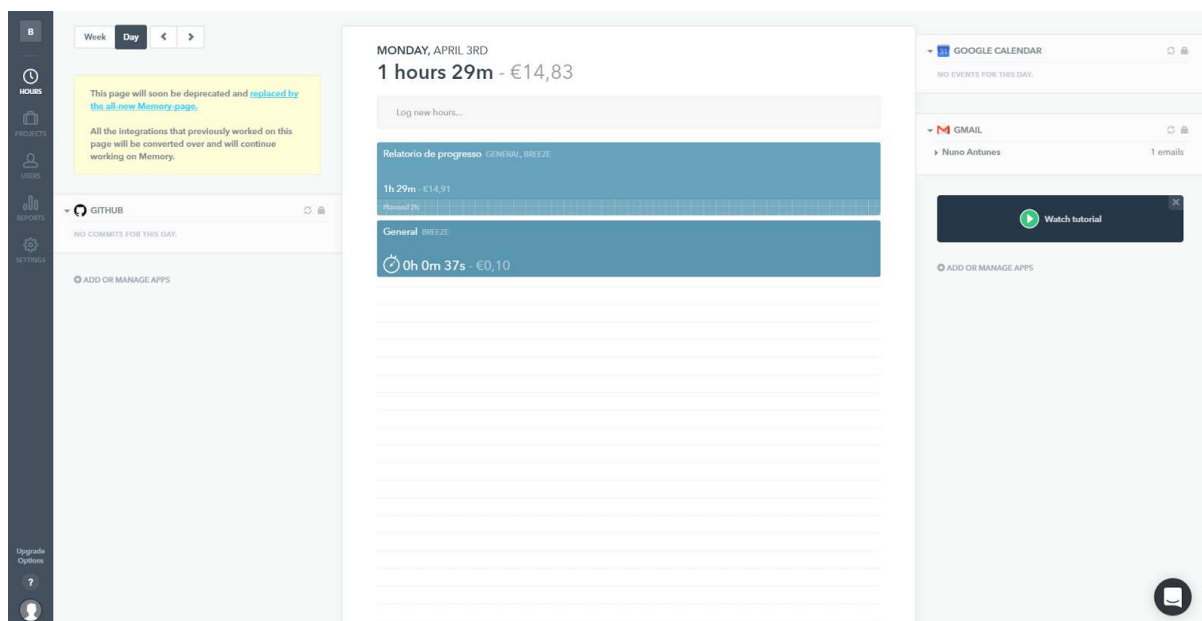 B
HOURS
PROJECTS
USERS
REPORTS
SETTINGS
Upgrade
Options
?
Week Day
This page will soon be deprecated and replaced by
the all-new Memory-page.
All the integrations that previously worked on this
page will be converted over and will continue
working on Memory.
GITHUB
NO COMMITS FOR THIS DAY.
ADD OR MANAGE APPS
MONDAY, APRIL 3RD
1 hours 29m - €14,83
Log new hours...
Relatorio de progresso GENERAL, BREEZE
1h 29m - €14,91
Planned 2h
General BREEZE
0h 0m 37s - €0,10
GOOGLE CALENDAR
NO EVENTS FOR THIS DAY.
GMAIL
Nuno Antunes 1 emails
Watch tutorial
ADD OR MANAGE APPS